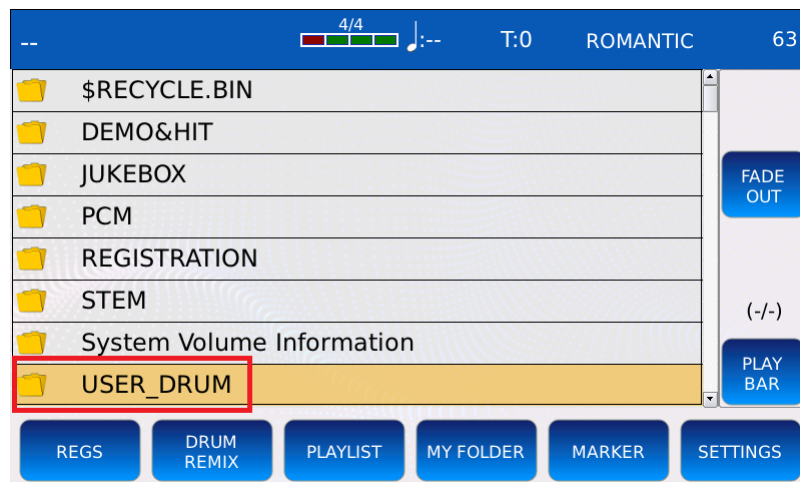 -- 4/4 :-- T:0 ROMANTIC 63
$RECYCLE.BIN
DEMO&HIT
JUKEBOX
PCM
REGISTRATION
STEM
System Volume Information
USER_DRUM
FADE
OUT
(-/-)
PLAY
BAR
REGS
DRUM
REMIX
PLAYLIST
MY FOLDER
MARKER
SETTINGS